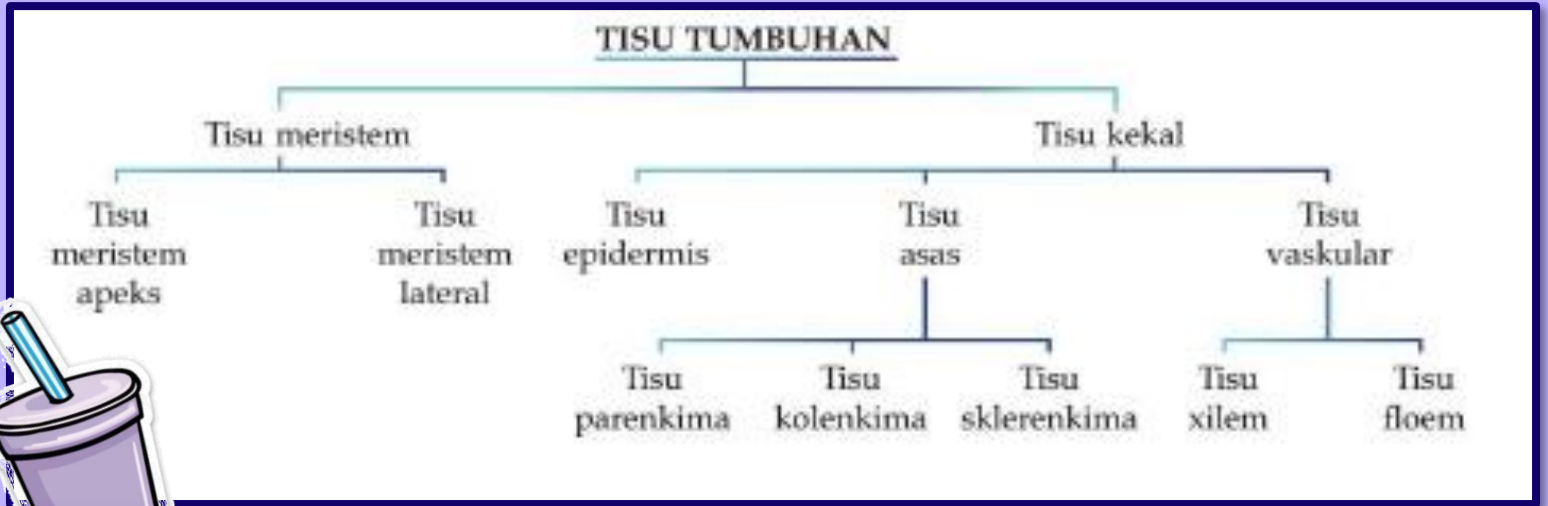 TISU TUMBUHAN
Tisu meristem
Tisu kekal
Tisu
meristem
apeks
Tisu
meristem
lateral
Tisu
epidermis
Tisu
asas
Tisu
vaskular
Tisu
parenkima
Tisu
kolenkima
Tisu
sklerenkima
Tisu
xilem
Tisu
floem